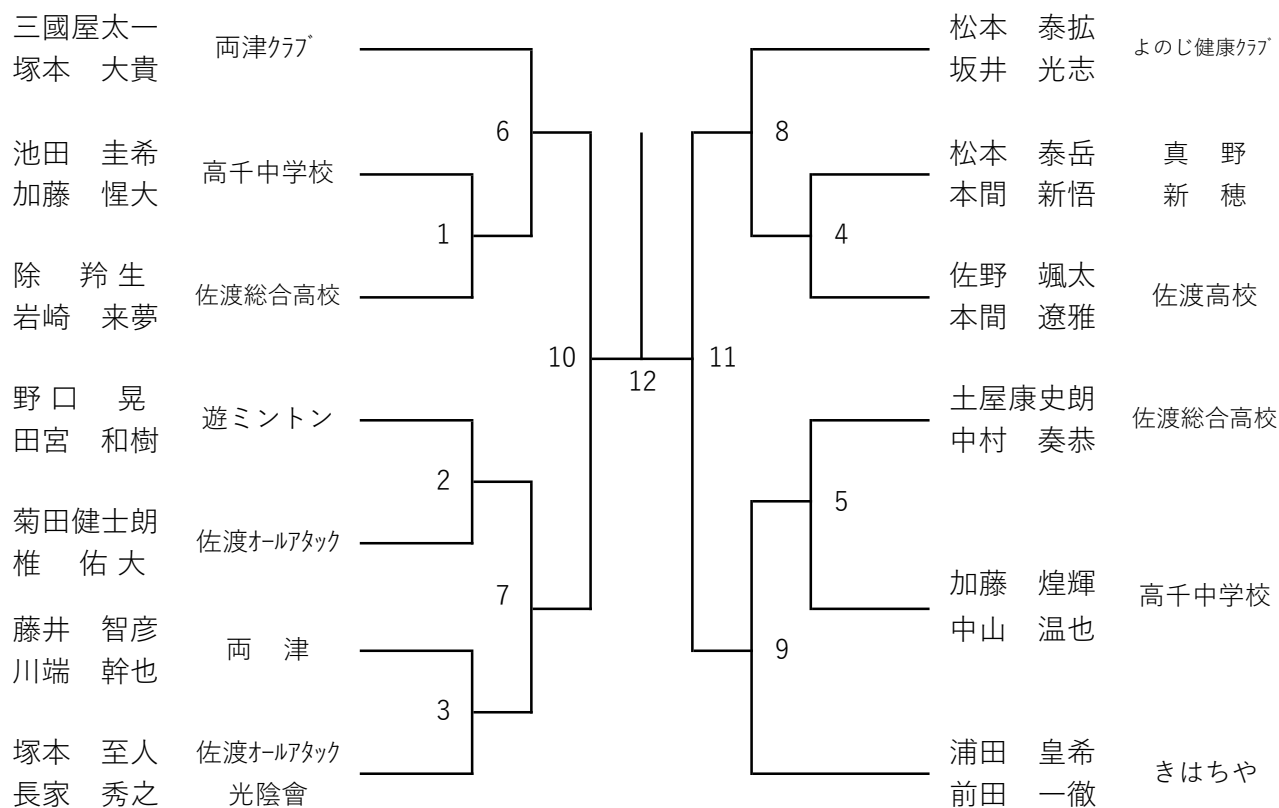 三國屋太一
塚本　大貴
両津ｸﾗﾌﾞ
池田　圭希
加藤　惺大
高千中学校
除　羚生
岩崎　来夢
佐渡総合高校
野口　晃
田宮　和樹
遊ミントン
菊田健士朗
椎　佑大
佐渡ｵｰﾙｱﾀｯｸ
藤井　智彦
川端　幹也
両　津
塚本　至人
長家　秀之
佐渡ｵｰﾙｱﾀｯｸ
光陰會
6
1
10
2
7
3
12
8
4
11
5
9
松本　泰拡
坂井　光志
よのじ健康ｸﾗﾌﾞ
松本　泰岳
本間　新悟
真　野
新　穂
佐野　颯太
本間　遼雅
佐渡高校
土屋康史朗
中村　奏恭
佐渡総合高校
加藤　煌輝
中山　温也
高千中学校
浦田　皇希
前田　一徹
きはちや